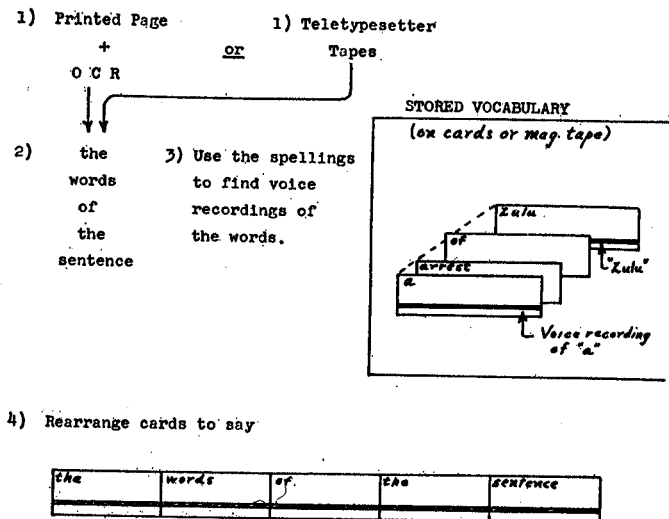 1) Printed Page
+
O C R
or
1) Teletypesetter
Tapes
2) the
words
of
the
sentence
3) Use the spellings
to find voice
recordings of
the words.
STORED VOCABULARY
(on cards or mag. tape)
Zulu
of
arrest
a
"Zulu"
Voice recording
of "a"
4) Rearrange cards to say
the words of the sentence